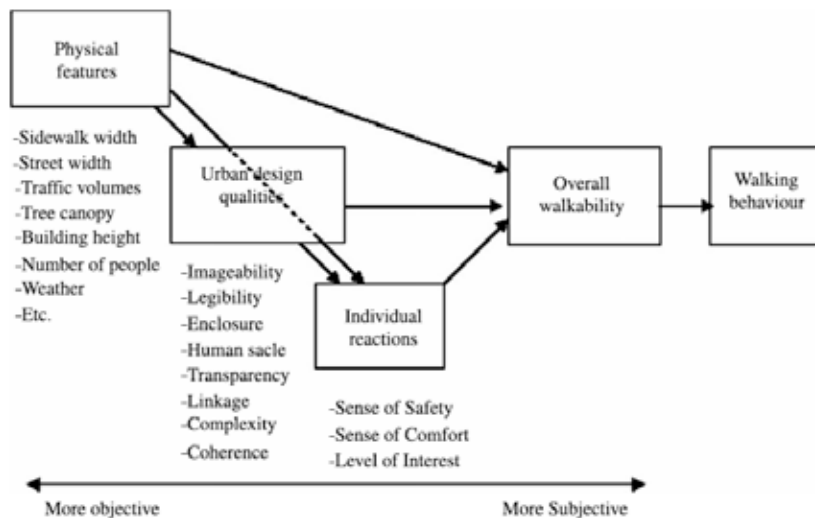 Physical
features
-Sidewalk width
-Street width
-Traffic volumes
-Tree canopy
-Building height
-Number of people
-Weather
-Etc.
Urban design
qualities
-Imageability
-Legibility
-Enclosure
-Human sacle
-Transparency
-Linkage
-Complexity
-Coherence
Individual
reactions
-Sense of Safety
-Sense of Comfort
-Level of Interest
Overall
walkability
Walking
behaviour
More objective
More Subjective